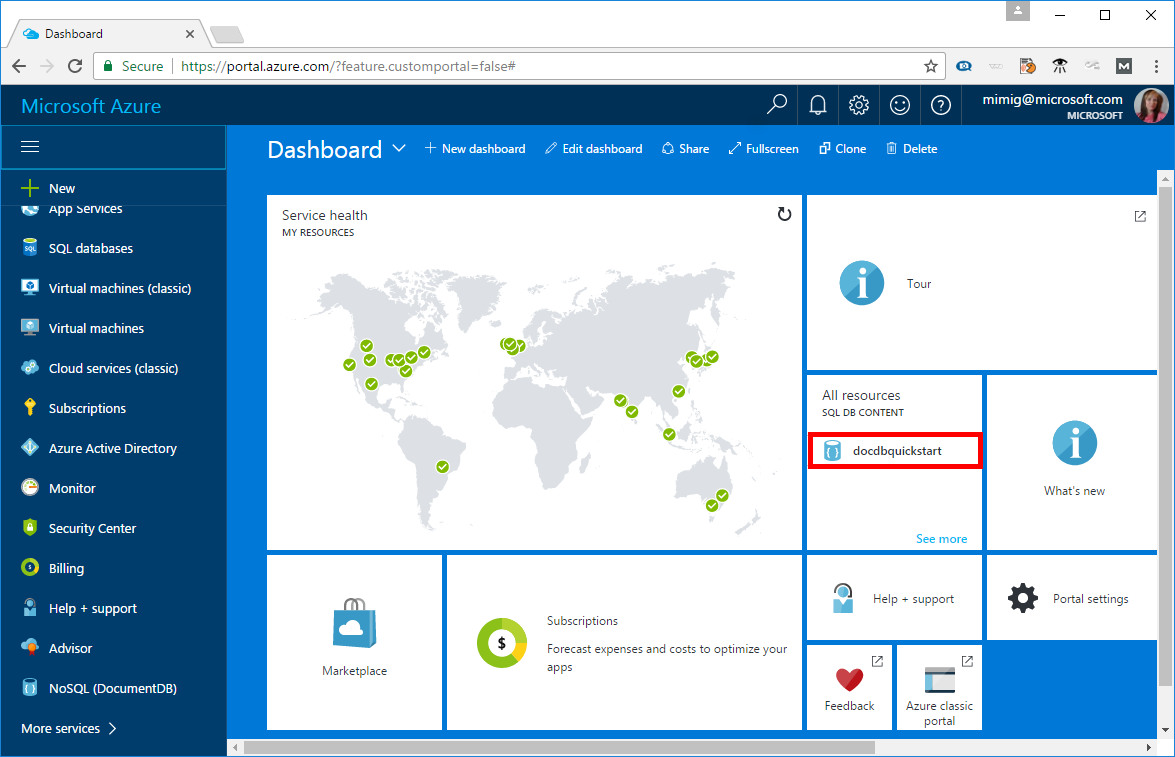 Dashboard
Secure
https://portal.azure.com/?feature.customportal=false#
M
Microsoft Azure
mimig@microsoft.com
MICROSOFT
Dashboard
New dashboard
Edit dashboard
Share
Fullscreen
Clone
Delete
New
App Services
SQL databases
Virtual machines (classic)
Virtual machines
Cloud services (classic)
Subscriptions
Azure Active Directory
Monitor
Security Center
Billing
Help + support
Advisor
NoSQL (DocumentDB)
More services
Service health
MY RESOURCES
Tour
All resources
SQL DB CONTENT
docdbquickstart
See more
What's new
Marketplace
$
Subscriptions
Forecast expenses and costs to optimize your
apps
Help + support
Portal settings
Feedback
Azure classic
portal